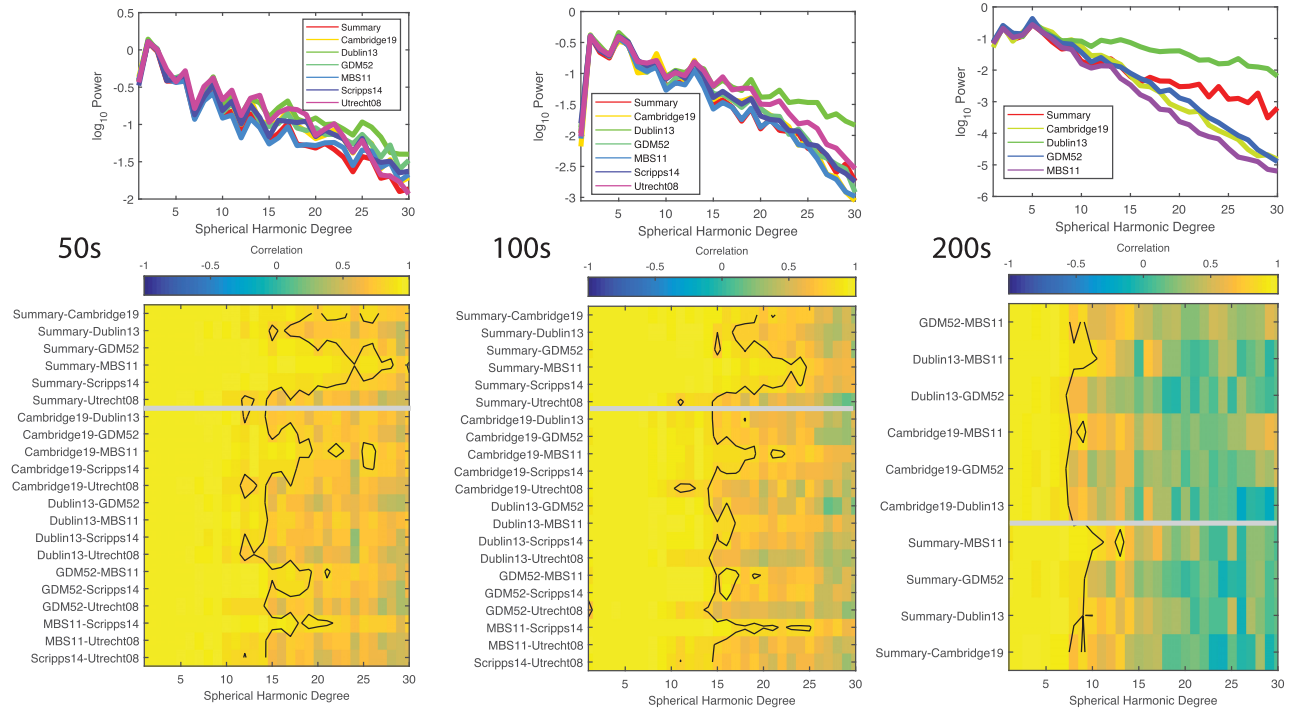 0.5
0
-0.5
-1
-1.5
-2
log10 Power
5 10 15 20 25 30
Spherical Harmonic Degree
Summary
Cambridge19
Dublin13
GDM52
MBS11
Scripps14
Utrecht08
0
-0.5
-1
-1.5
-2
-2.5
-3
log10 Power
5 10 15 20 25 30
Spherical Harmonic Degree
Summary
Cambridge19
Dublin13
GDM52
MBS11
Scripps14
Utrecht08
0
-1
-2
-3
-4
-5
-6
log10 Power
5 10 15 20 25 30
Spherical Harmonic Degree
Summary
Cambridge19
Dublin13
GDM52
MBS11
50s
Correlation
-1 -0.5 0 0.5 1
Summary-Cambridge19
Summary-Dublin13
Summary-GDM52
Summary-MBS11
Summary-Scripps14
Summary-Utrecht08
Cambridge19-Dublin13
Cambridge19-GDM52
Cambridge19-MBS11
Cambridge19-Scripps14
Cambridge19-Utrecht08
Dublin13-GDM52
Dublin13-MBS11
Dublin13-Scripps14
Dublin13-Utrecht08
GDM52-MBS11
GDM52-Scripps14
GDM52-Utrecht08
MBS11-Scripps14
MBS11-Utrecht08
Scripps14-Utrecht08
5 10 15 20 25 30
Spherical Harmonic Degree
100s
Correlation
-1 -0.5 0 0.5 1
Summary-Cambridge19
Summary-Dublin13
Summary-GDM52
Summary-MBS11
Summary-Scripps14
Summary-Utrecht08
Cambridge19-Dublin13
Cambridge19-GDM52
Cambridge19-MBS11
Cambridge19-Scripps14
Cambridge19-Utrecht08
Dublin13-GDM52
Dublin13-MBS11
Dublin13-Scripps14
Dublin13-Utrecht08
GDM52-MBS11
GDM52-Scripps14
GDM52-Utrecht08
MBS11-Scripps14
MBS11-Utrecht08
Scripps14-Utrecht08
5 10 15 20 25 30
Spherical Harmonic Degree
200s
Correlation
-1 -0.5 0 0.5 1
GDM52-MBS11
Dublin13-MBS11
Dublin13-GDM52
Cambridge19-MBS11
Cambridge19-GDM52
Cambridge19-Dublin13
Summary-MBS11
Summary-GDM52
Summary-Dublin13
Summary-Cambridge19
5 10 15 20 25 30
Spherical Harmonic Degree